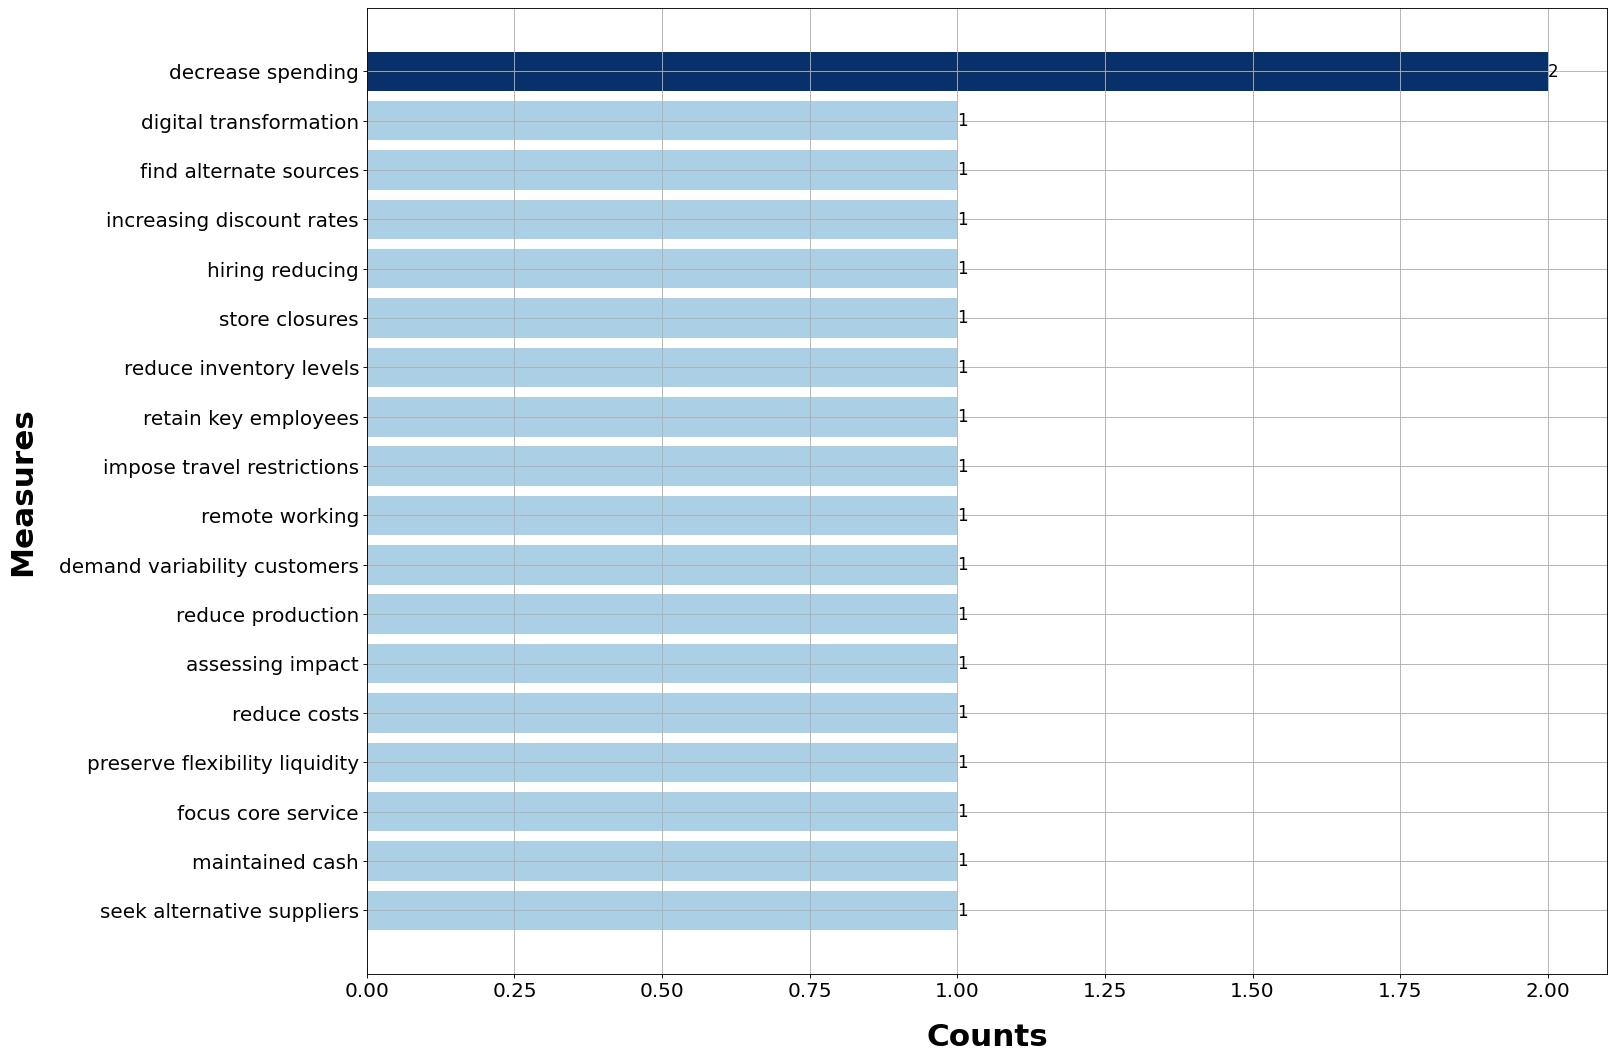 decrease spending 2
digital transformation 1
find alternate sources 1
increasing discount rates 1
hiring reducing 1
store closures 1
reduce inventory levels 1
retain key employees 1
impose travel restrictions 1
remote working 1
demand variability customers 1
reduce production 1
assessing impact 1
reduce costs 1
preserve flexibility liquidity 1
focus core service 1
maintained cash 1
seek alternative suppliers 1
Measures
0.00 0.25 0.50 0.75 1.00 1.25 1.50 1.75 2.00
Counts